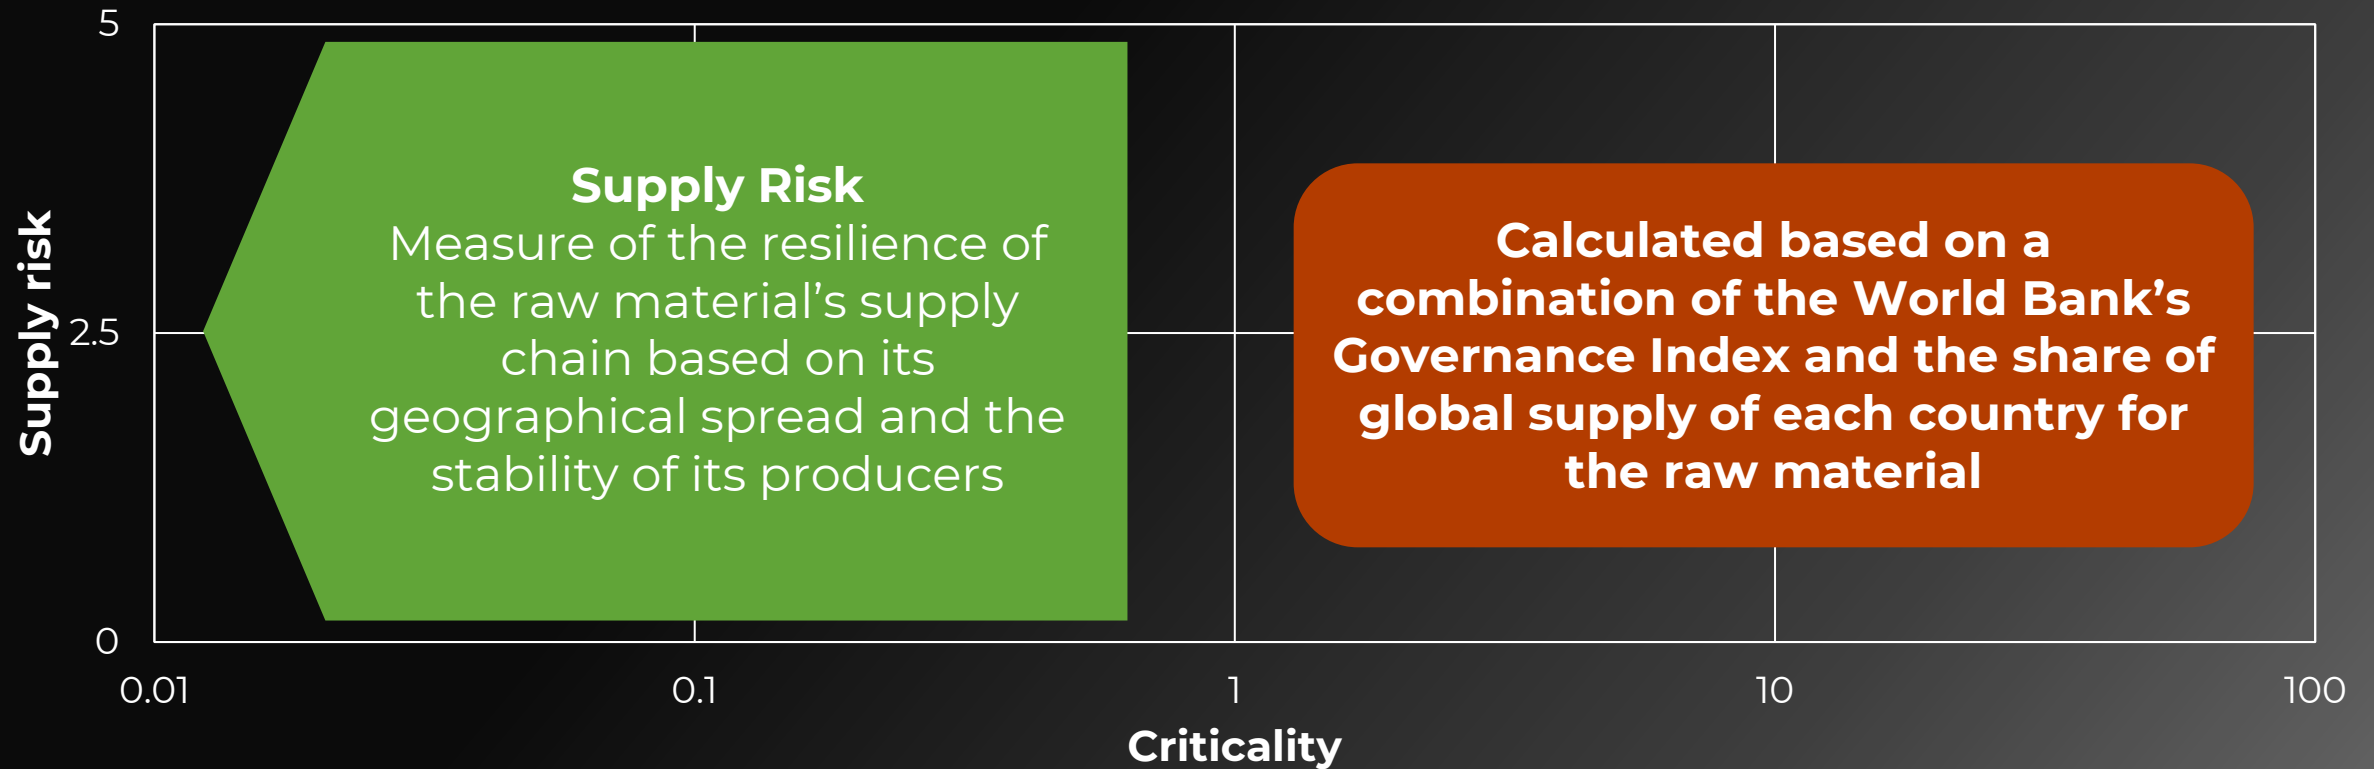 5
Supply Risk
Measure of the resilience of
the raw material’s supply
chain based on its
geographical spread and the
stability of its producers
Calculated based on a
combination of the World Bank’s
Governance Index and the share of
global supply of each country for
the raw material
Supply risk
2.5
0
0.01
0.1
1
10
100
Criticality